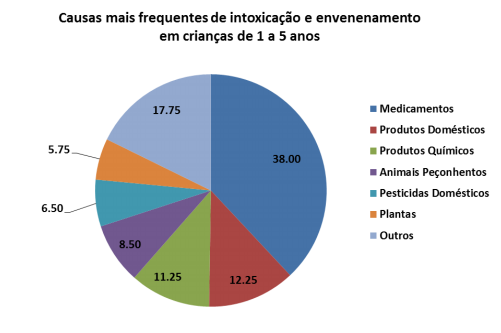 Causas mais frequentes de intoxicação e envenenamento
em crianças de 1 a 5 anos
17.75
38.00
5.75
6.50
8.50
11.25
12.25
Medicamentos
Produtos Domésticos
Produtos Químicos
Animais Peçonhentos
Pesticidas Domésticos
Plantas
Outros